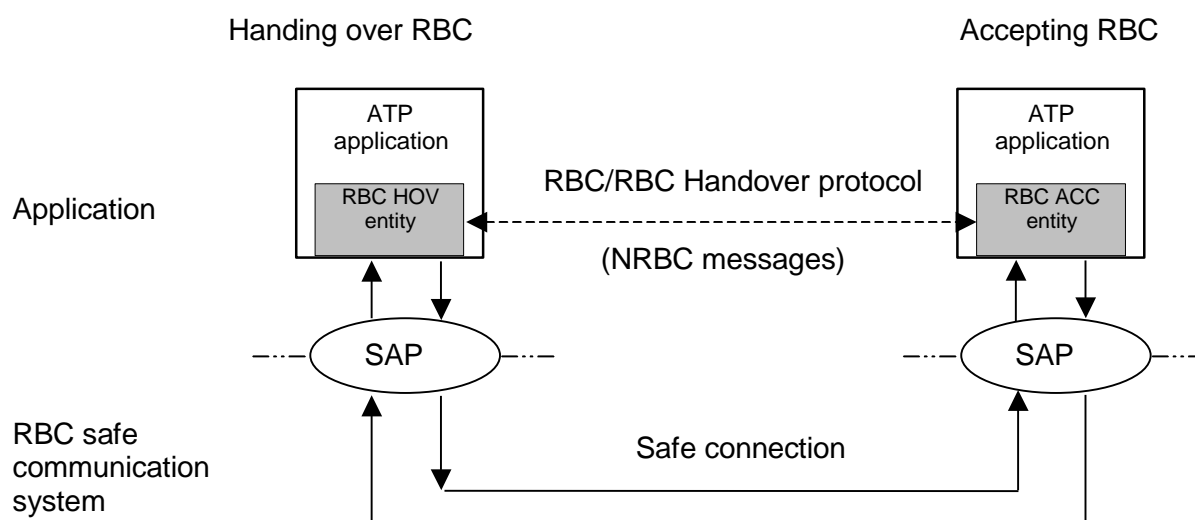 Handing over RBC
Accepting RBC
ATP
application
ATP
application
RBC/RBC Handover protocol
RBC HOV
entity
RBC ACC
entity
Application
(NRBC messages)
SAP
SAP
RBC safe
communication
system
Safe connection